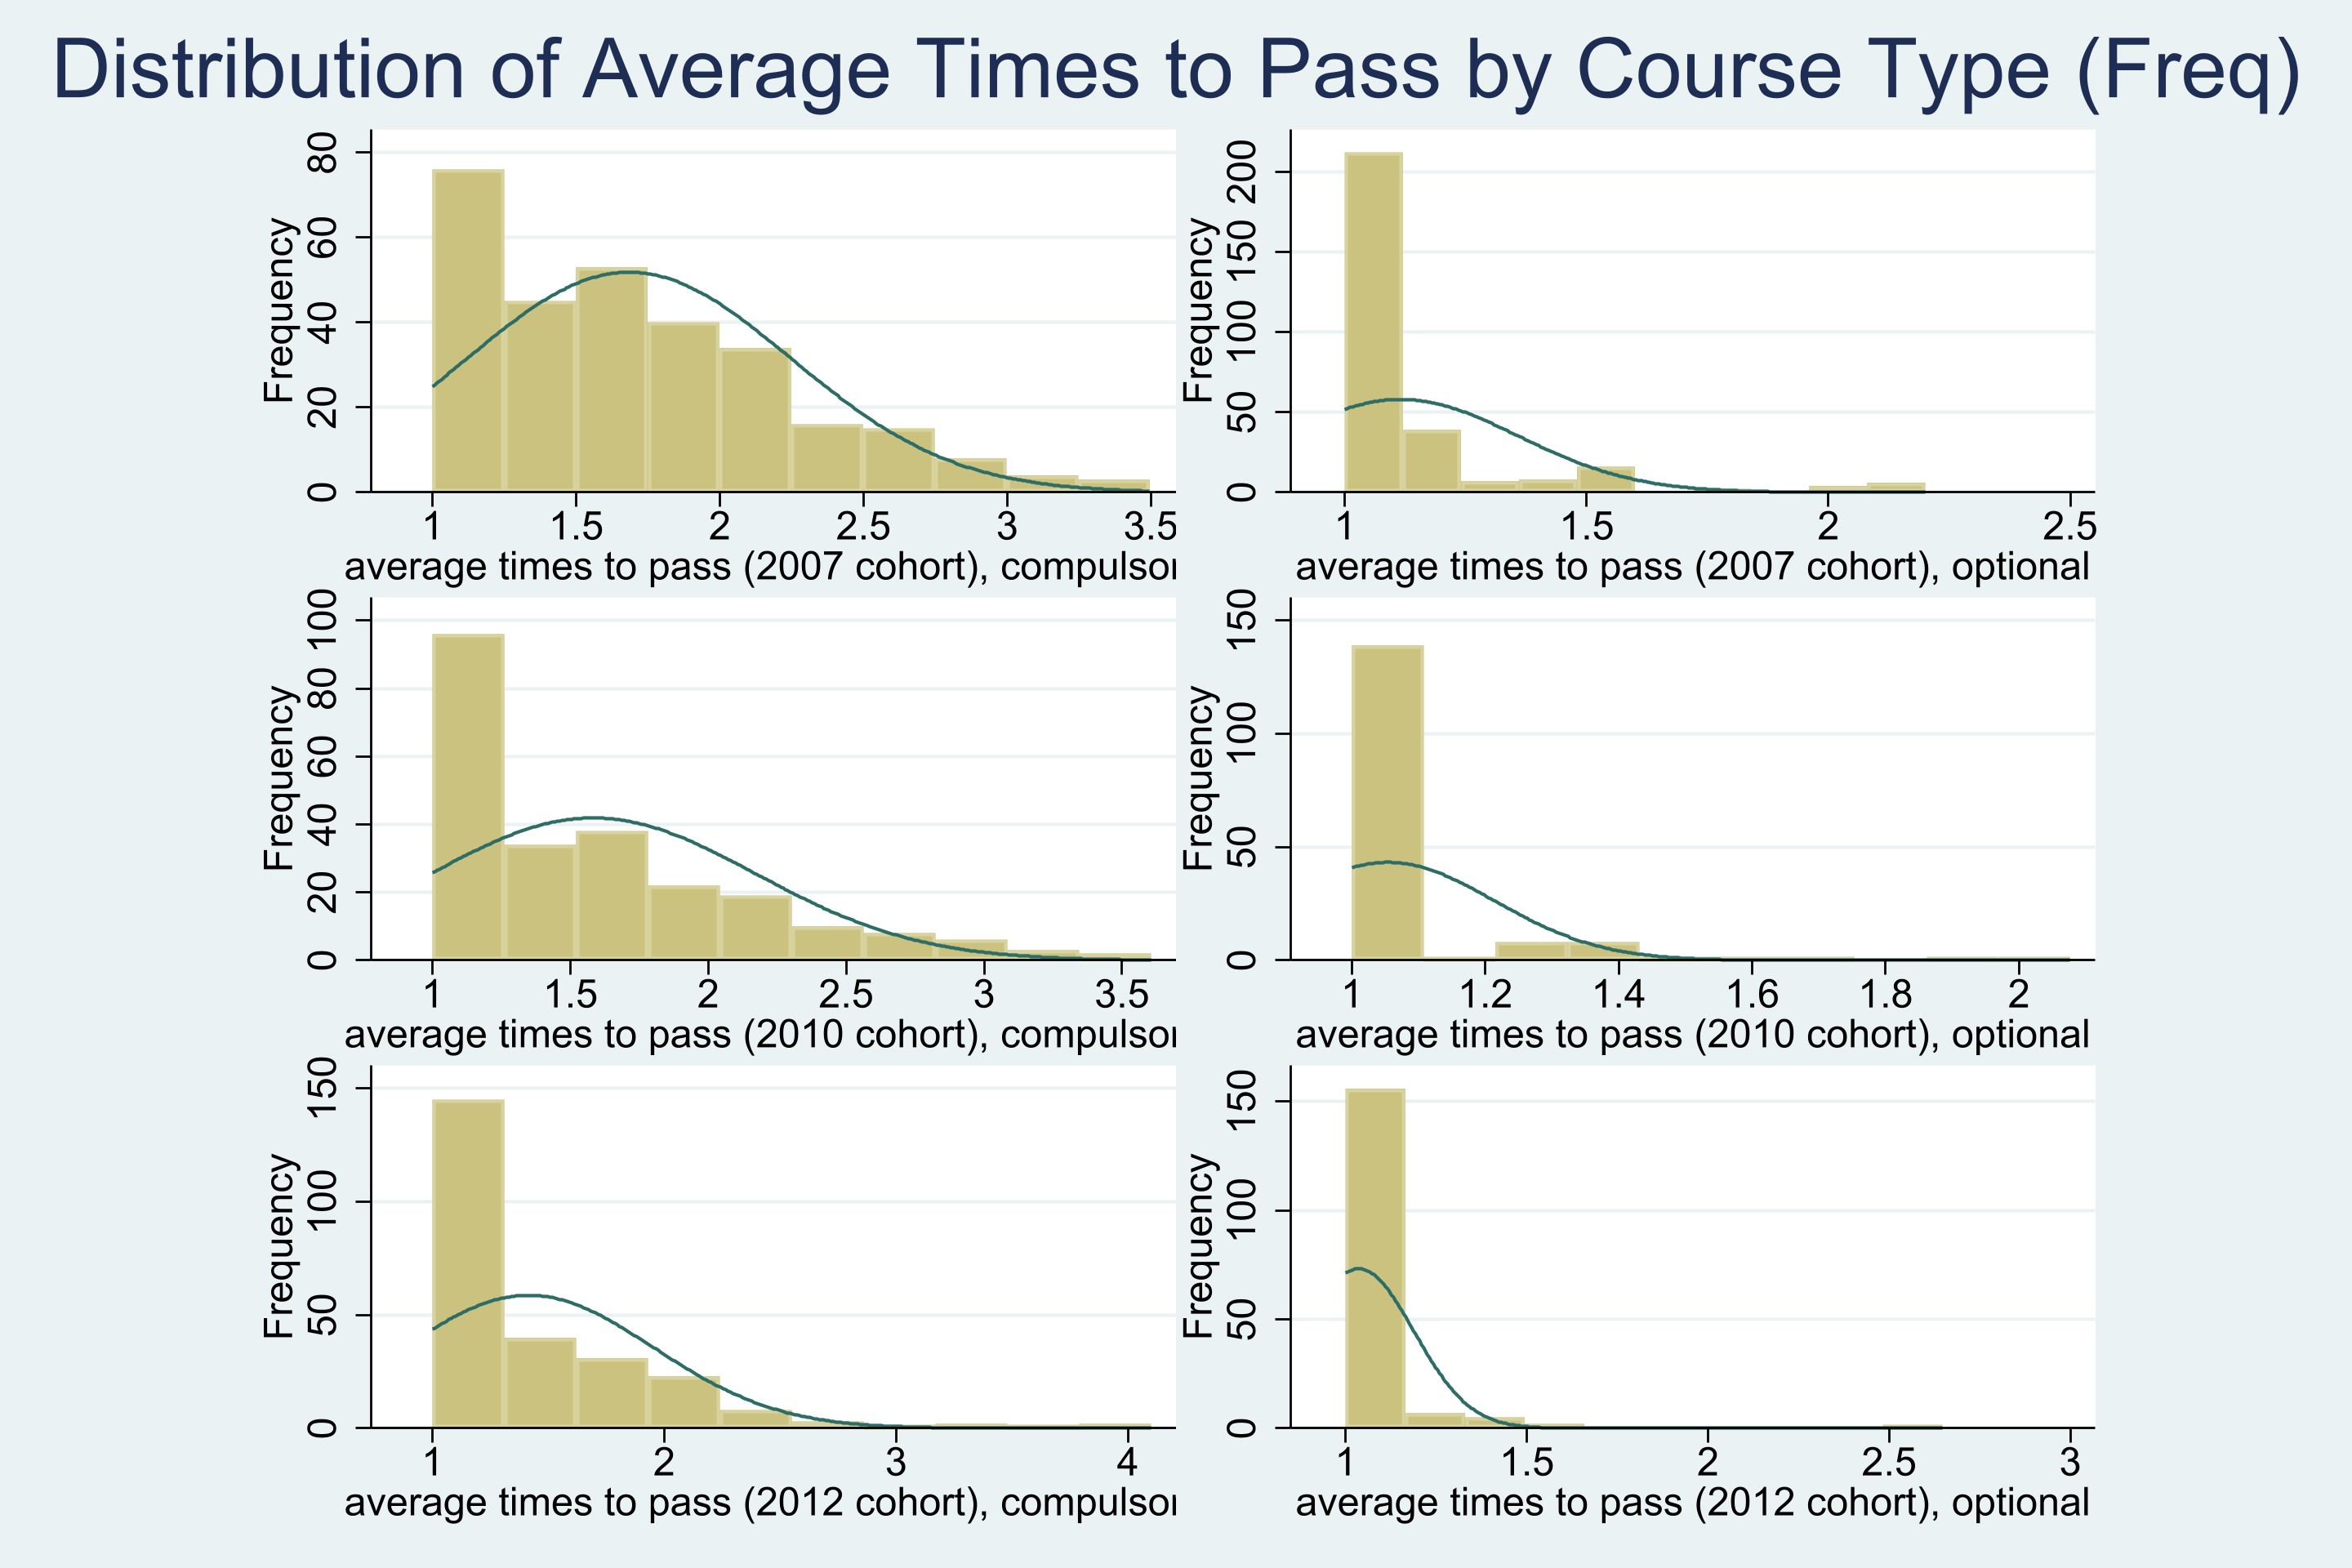 Distribution of Average Times to Pass by Course Type (Freq)
Frequency
0 20 40 60 80
1 1.5 2 2.5 3 3.5
average times to pass (2007 cohort), compulsor
Frequency
0 50 100 150 200
1 1.5 2 2.5
average times to pass (2007 cohort), optional
Frequency
0 20 40 60 80 100
1 1.5 2 2.5 3 3.5
average times to pass (2010 cohort), compulsor
Frequency
0 50 100 150
1 1.2 1.4 1.6 1.8 2
average times to pass (2010 cohort), optional
Frequency
0 50 100 150
1 2 3 4
average times to pass (2012 cohort), compulsor
Frequency
0 50 100 150
1 1.5 2 2.5 3
average times to pass (2012 cohort), optional